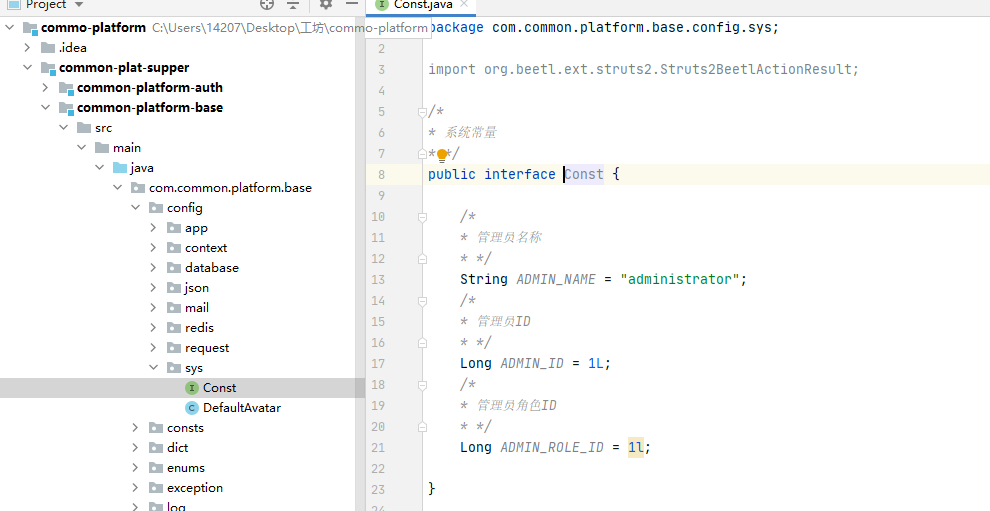 Project
commo-platform C:\Users\14207\Desktop\工坊\commo-platform
.idea
common-plat-supper
common-platform-auth
common-platform-base
src
main
java
com.common.platform.base
config
app
context
database
json
mail
redis
request
sys
Const
DefaultAvatar
consts
dict
enums
exception
log
Const.java
package com.common.platform.base.config.sys;
2
3 import org.beetl.ext.struts2.Struts2BeetlActionResult;
4
5 /*
6 * 系统常量
7 * */
8 public interface Const {
9
10 /*
11 * 管理员名称
12 * */
13 String ADMIN_NAME = "administrator";
14 /*
15 * 管理员ID
16 * */
17 Long ADMIN_ID = 1L;
18 /*
19 * 管理员角色ID
20 * */
21 Long ADMIN_ROLE_ID = 1l;
22
23 }
24